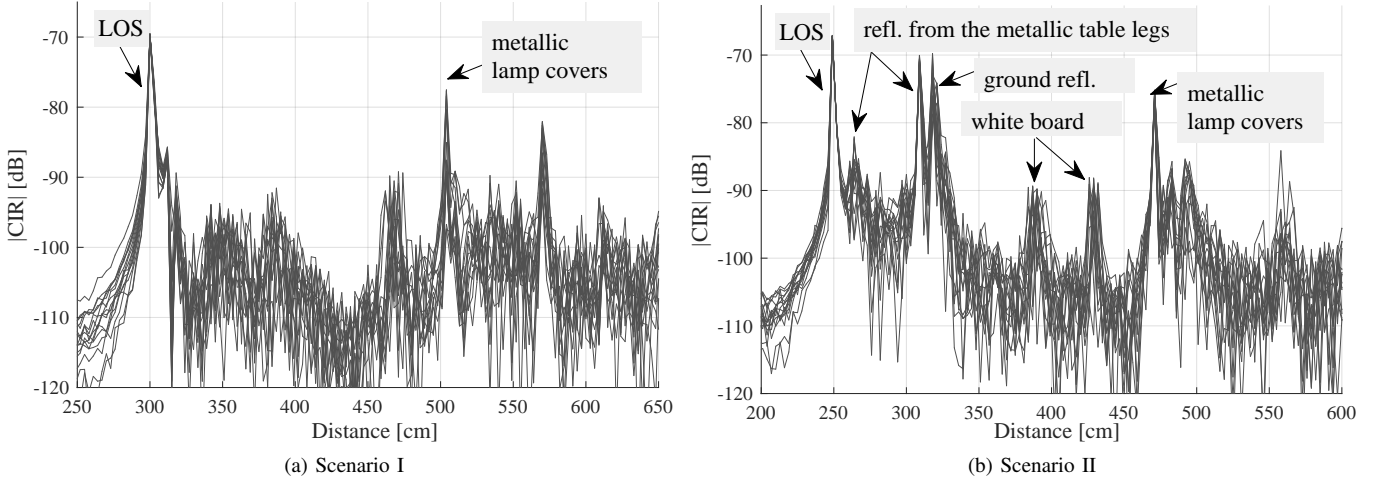 LOS
metallic
lamp covers
-70
-80
-90
-100
-110
-120
|CIR| [dB]
250 300 350 400 450 500 550 600 650
Distance [cm]
(a) Scenario I
LOS
refl. from the metallic table legs
ground refl.
white board
metallic
lamp covers
-70
-80
-90
-100
-110
-120
|CIR| [dB]
200 250 300 350 400 450 500 550 600
Distance [cm]
(b) Scenario II